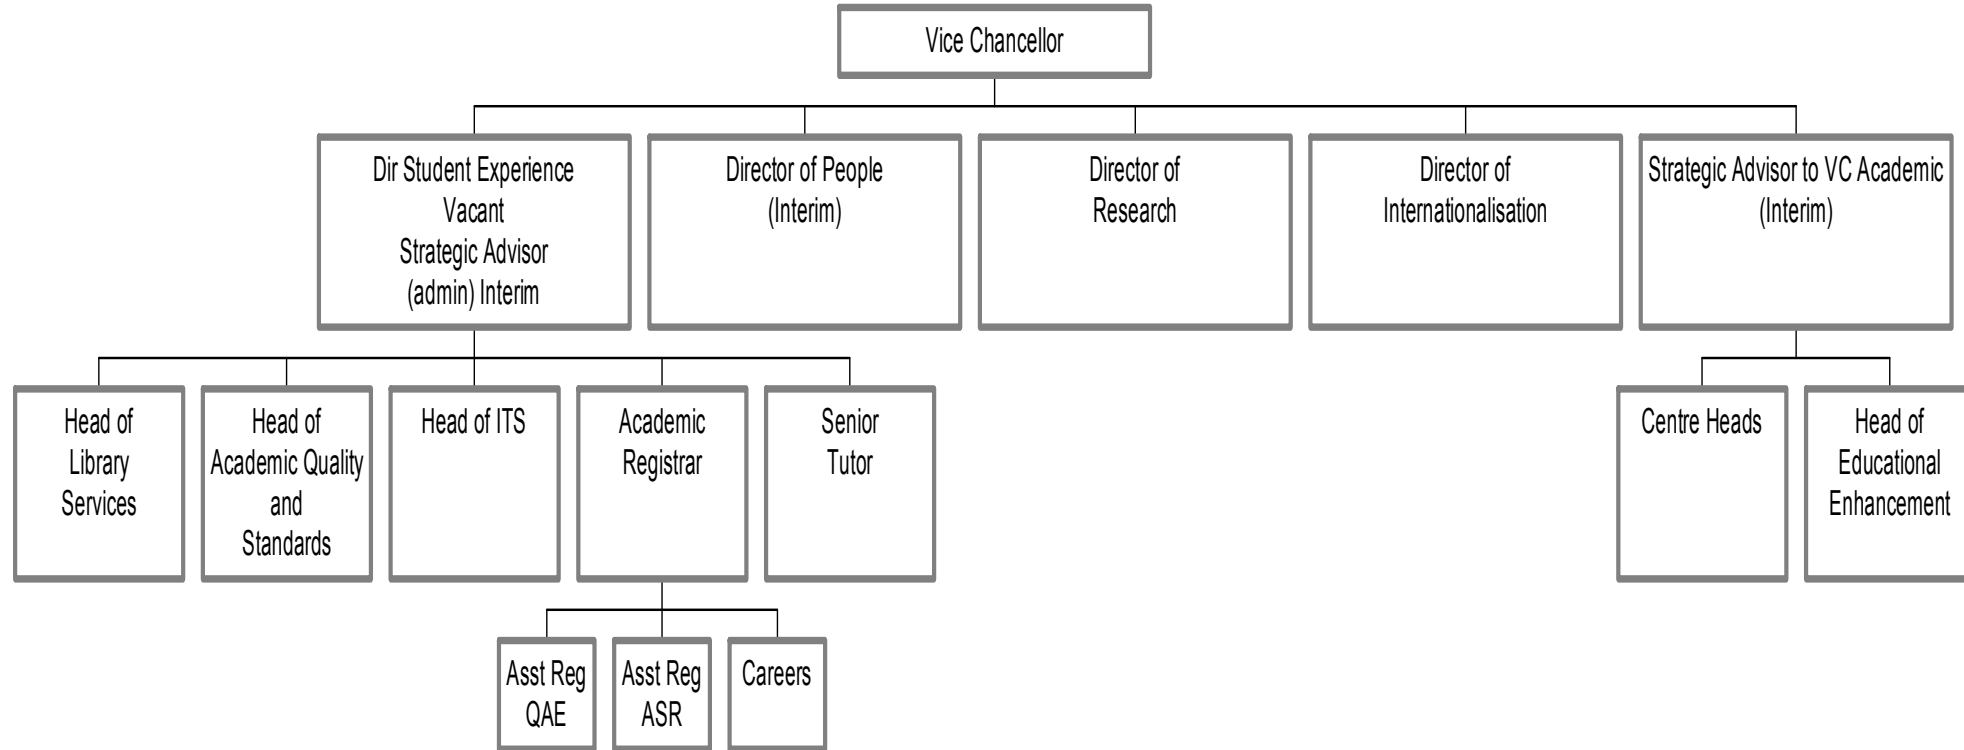 Vice Chancellor
Dir Student Experience
Vacant
Strategic Advisor
(admin) Interim
Director of People
(Interim)
Director of
Research
Director of
Internationalisation
Strategic Advisor to VC Academic
(Interim)
Head of
Library
Services
Head of
Academic Quality
and
Standards
Head of ITS
Academic
Registrar
Senior
Tutor
Centre Heads
Head of
Educational
Enhancement
Asst Reg
QAE
Asst Reg
ASR
Careers